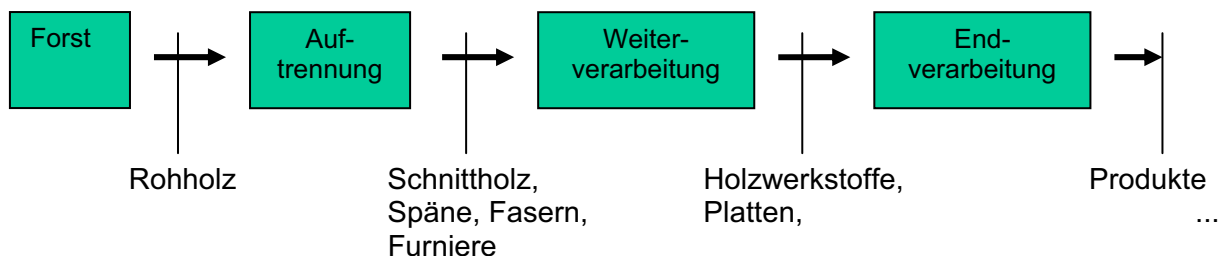 Forst
Auf-
trennung
Weiter-
verarbeitung
End-
verarbeitung
Rohholz
Schnittholz,
Späne, Fasern,
Furniere
Holzwerkstoffe,
Platten,
Produkte
...